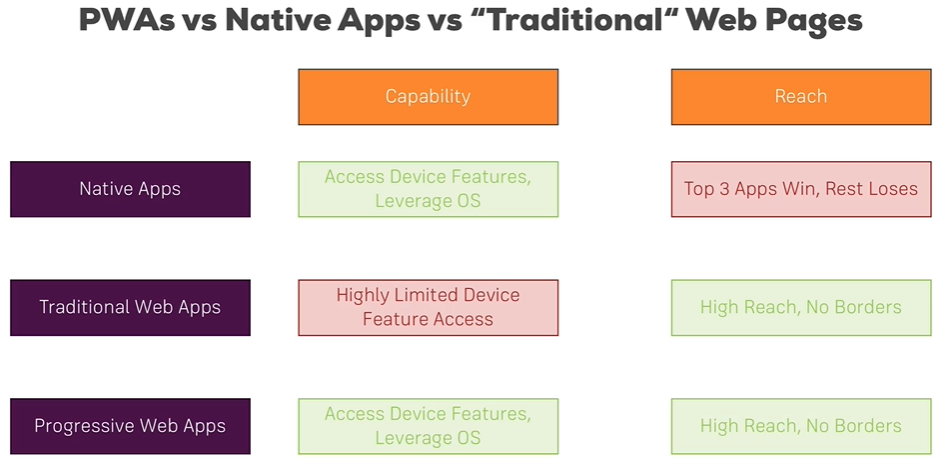 PWAs vs Native Apps vs “Traditional“ Web Pages
Capability
Reach
Native Apps
Access Device Features,
Leverage OS
Top 3 Apps Win, Rest Loses
Traditional Web Apps
Highly Limited Device
Feature Access
High Reach, No Borders
Progressive Web Apps
Access Device Features,
Leverage OS
High Reach, No Borders